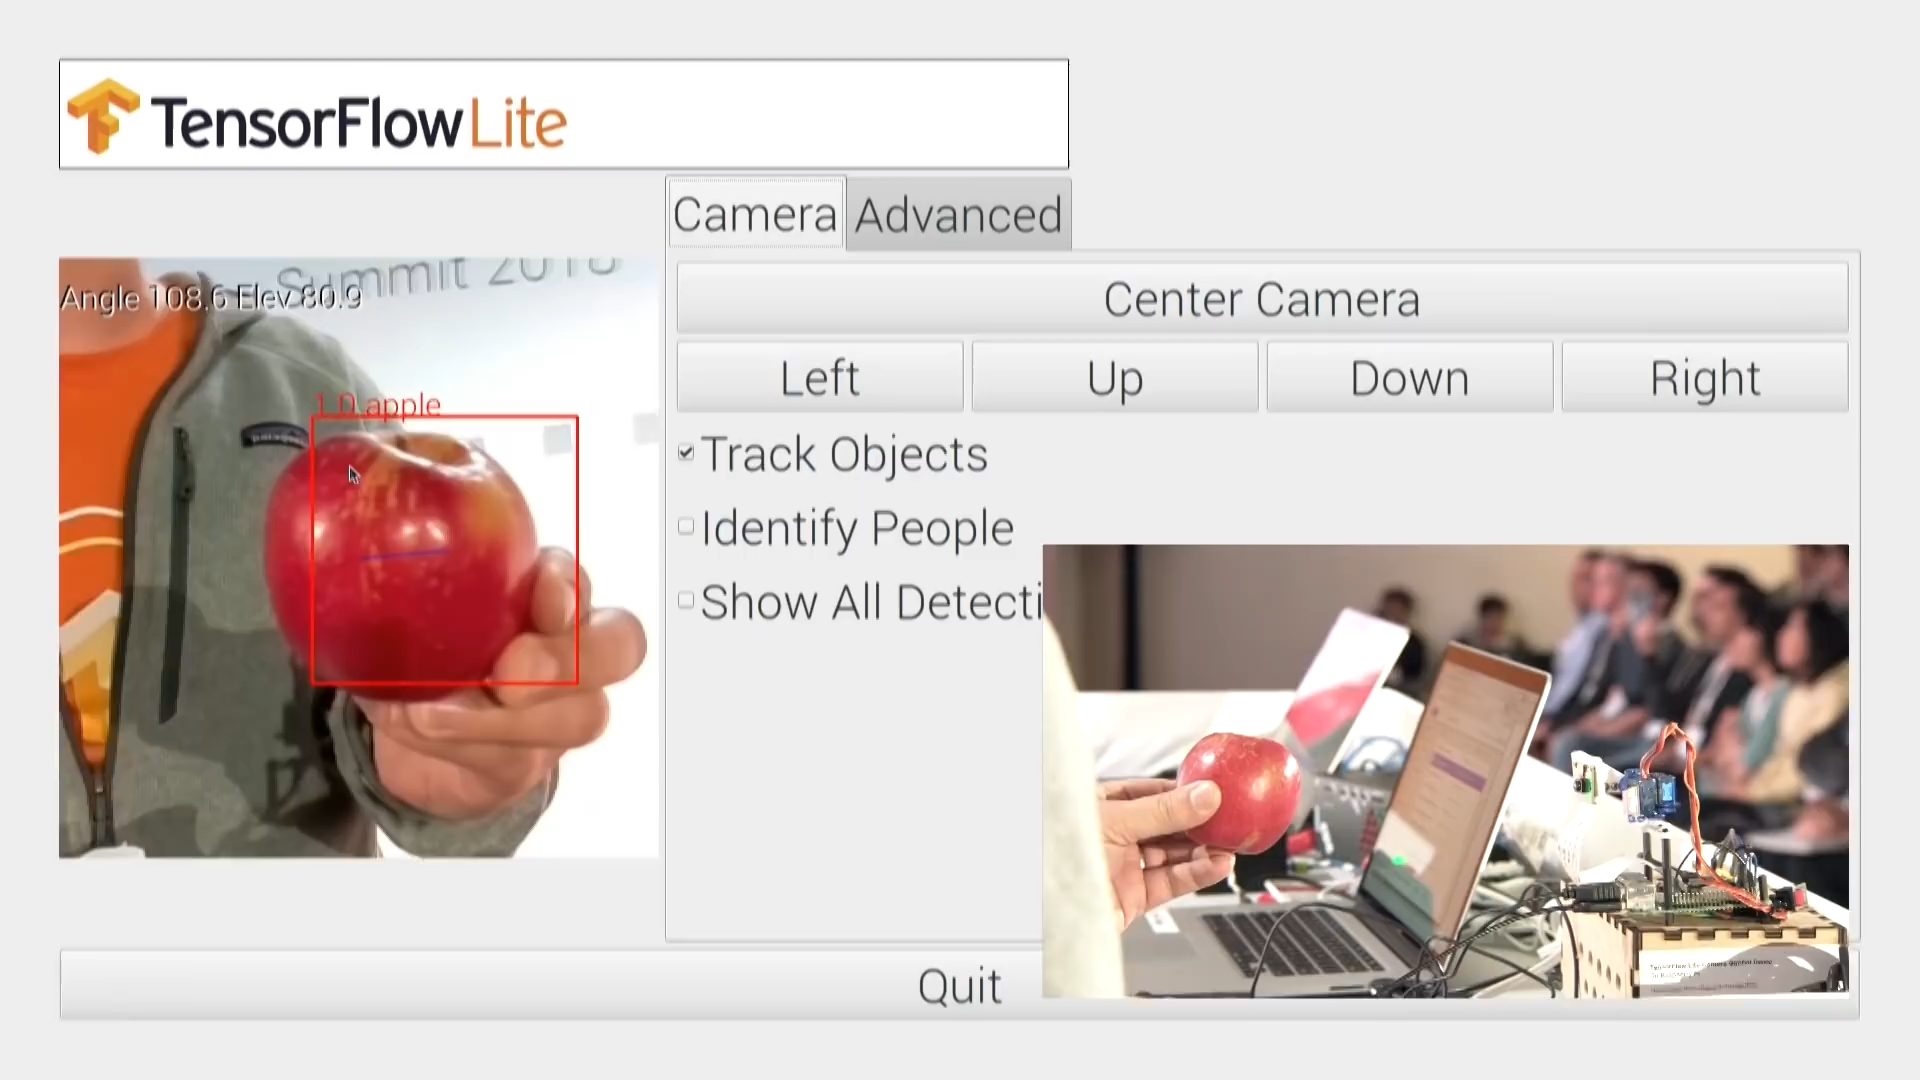 TensorFlow Lite
Camera Advanced
Summit 2018
Angle 108.6 Elev 80.9
Center Camera
Left Up Down Right
1.0 apple
Track Objects
Identify People
Show All Detecti
Quit